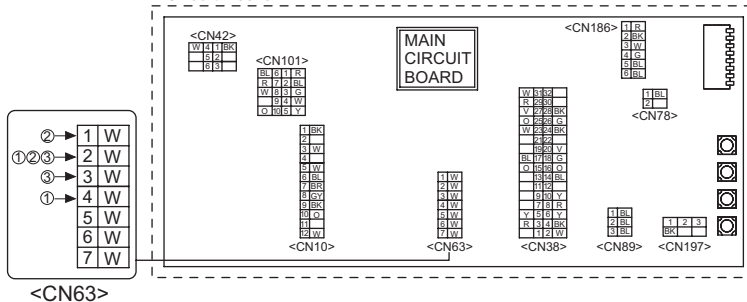 <CN42>
W 4 1 BK
5 2
6 3
<CN101>
BL 6 1 R
R 7 2 BL
W 8 3 G
9 4 W
O 10 5 Y
MAIN
CIRCUIT
BOARD
<CN186>
1 R
2 BK
3 W
4 G
5 BL
6 BL
1 BL
2
<CN78>
1 BK
2
3 W
4
5 W
6 BL
7 BR
8 GY
9 BK
10 O
11
12 W
<CN10>
1 W
2 W
3 W
4 W
5 W
6 W
7 W
<CN63>
W 31 32
R 29 30
V 27 28 BK
O 25 26 G
W 23 24 BK
21 22
19 20 V
BL 17 18 G
O 15 16 O
13 14 BL
11 12
9 10 Y
7 8 R
Y 5 6 Y
R 3 4 BK
1 2 W
<CN38>
1 BL
2 BL
3 BL
<CN89>
1 2 3
BK
<CN197>
② 1 W
①②③ 2 W
③ 3 W
① 4 W
5 W
6 W
7 W
<CN63>